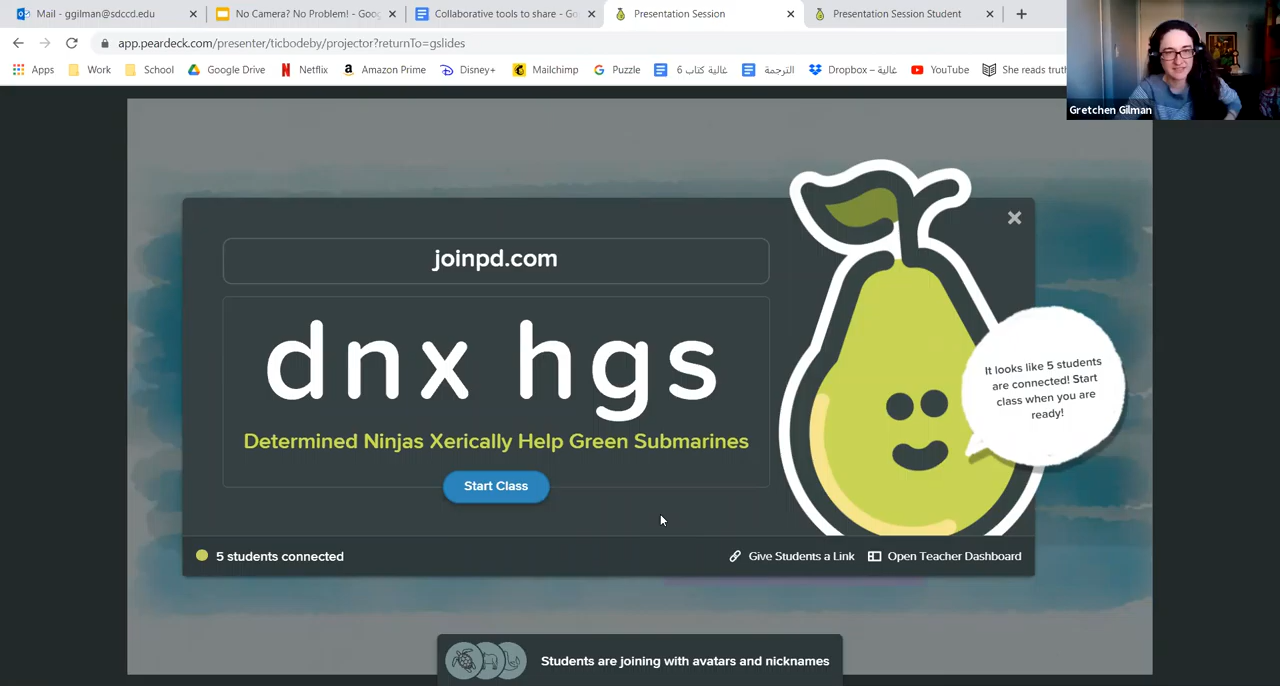 Mail - ggilman@sdccd.edu
No Camera? No Problem! - Goo
Collaborative tools to share - Go
Presentation Session
Presentation Session Student
app.peardeck.com/presenter/ticbodeby/projector?returnTo=gslides
Apps
Work
School
Google Drive
Netflix
Amazon Prime
Disney+
Mailchimp
Puzzle
غالية كتاب 6
الترجمة
Dropbox – غالية
YouTube
She reads truth
Gretchen Gilman
joinpd.com
dnx hgs
Determined Ninjas Xerically Help Green Submarines
Start Class
It looks like 5 students
are connected! Start
class when you are
ready!
5 students connected
Give Students a Link
Open Teacher Dashboard
Students are joining with avatars and nicknames